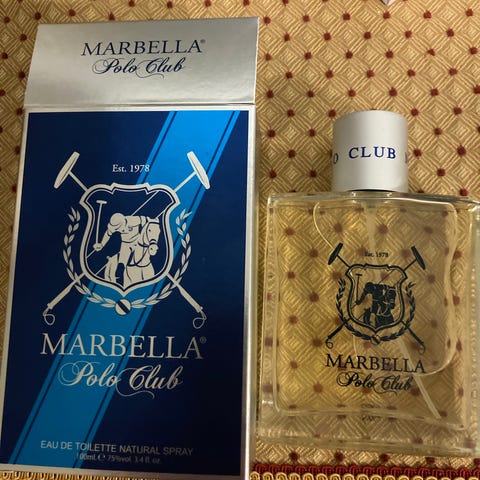 MARBELLA®
Polo Club
Est. 1978
MARBELLA®
Polo Club
EAU DE TOILETTE NATURAL SPRAY
100ml. e 75%vol. 3.4 fl. oz.
CLUB
Est. 1978
MARBELLA
Polo Club